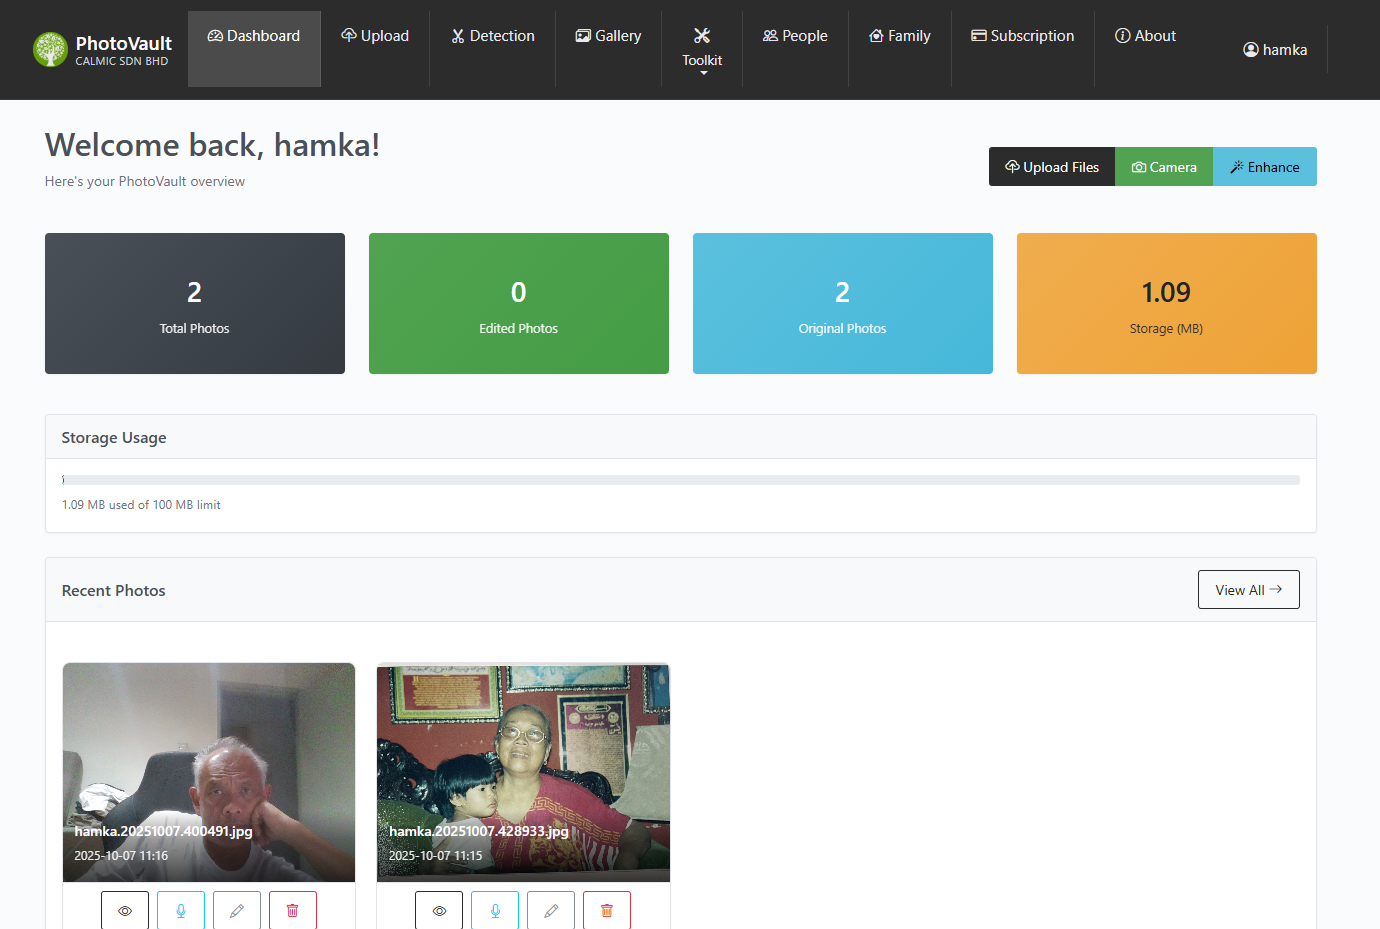 PhotoVault
CALMIC SDN BHD
Dashboard
Upload
Detection
Gallery
Toolkit
People
Family
Subscription
About
hamka
Welcome back, hamka!
Here's your PhotoVault overview
Upload Files
Camera
Enhance
2
Total Photos
0
Edited Photos
2
Original Photos
1.09
Storage (MB)
Storage Usage
1.09 MB used of 100 MB limit
Recent Photos
View All
hamka.20251007.400491.jpg
2025-10-07 11:16
hamka.20251007.428933.jpg
2025-10-07 11:15